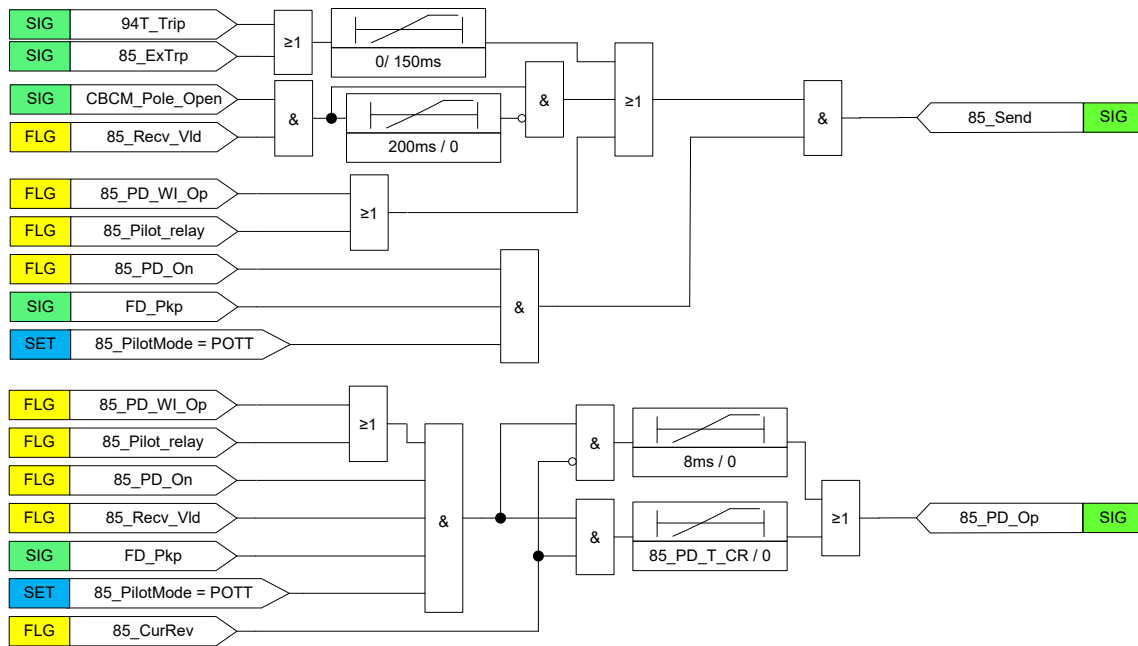 SIG 94T_Trip
≥1
0/ 150ms
SIG 85_ExTrp
≥1
SIG CBCM_Pole_Open
&
&
200ms / 0
FLG 85_Recv_Vld
&
85_Send SIG
FLG 85_PD_WI_Op
≥1
FLG 85_Pilot_relay
FLG 85_PD_On
&
SIG FD_Pkp
SET 85_PilotMode = POTT
FLG 85_PD_WI_Op
≥1
FLG 85_Pilot_relay
&
8ms / 0
FLG 85_PD_On
&
FLG 85_Recv_Vld
≥1
85_PD_Op SIG
&
85_PD_T_CR / 0
SIG FD_Pkp
SET 85_PilotMode = POTT
FLG 85_CurRev